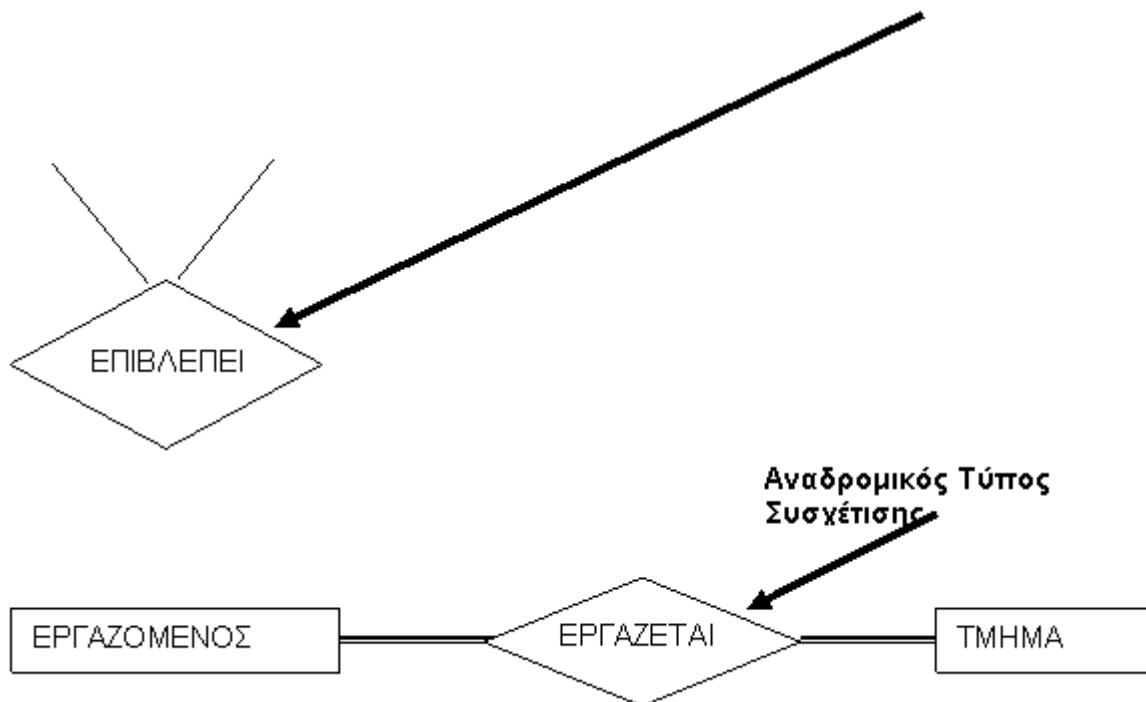 ΕΠΙΒΛΕΠΕΙ
Αναδρομικός Τύπος
Συσχέτισης
ΕΡΓΑΖΟΜΕΝΟΣ
ΕΡΓΑΖΕΤΑΙ
ΤΜΗΜΑ